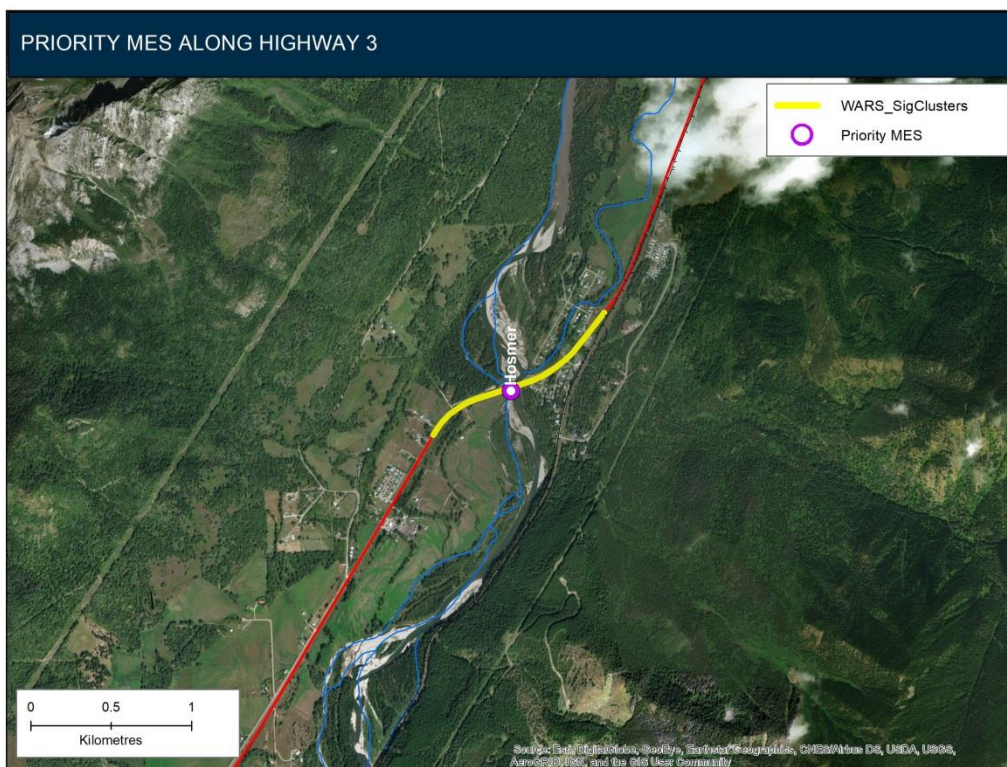 PRIORITY MES ALONG HIGHWAY 3
WARS_SigClusters
Priority MES
Hosmer
0 0.5 1
Kilometres
Source: Esri, DigitalGlobe, GeoEye, Earthstar Geographics, CNES/Airbus DS, USDA, USGS,
AeroGRID, IGN, and the GIS User Community